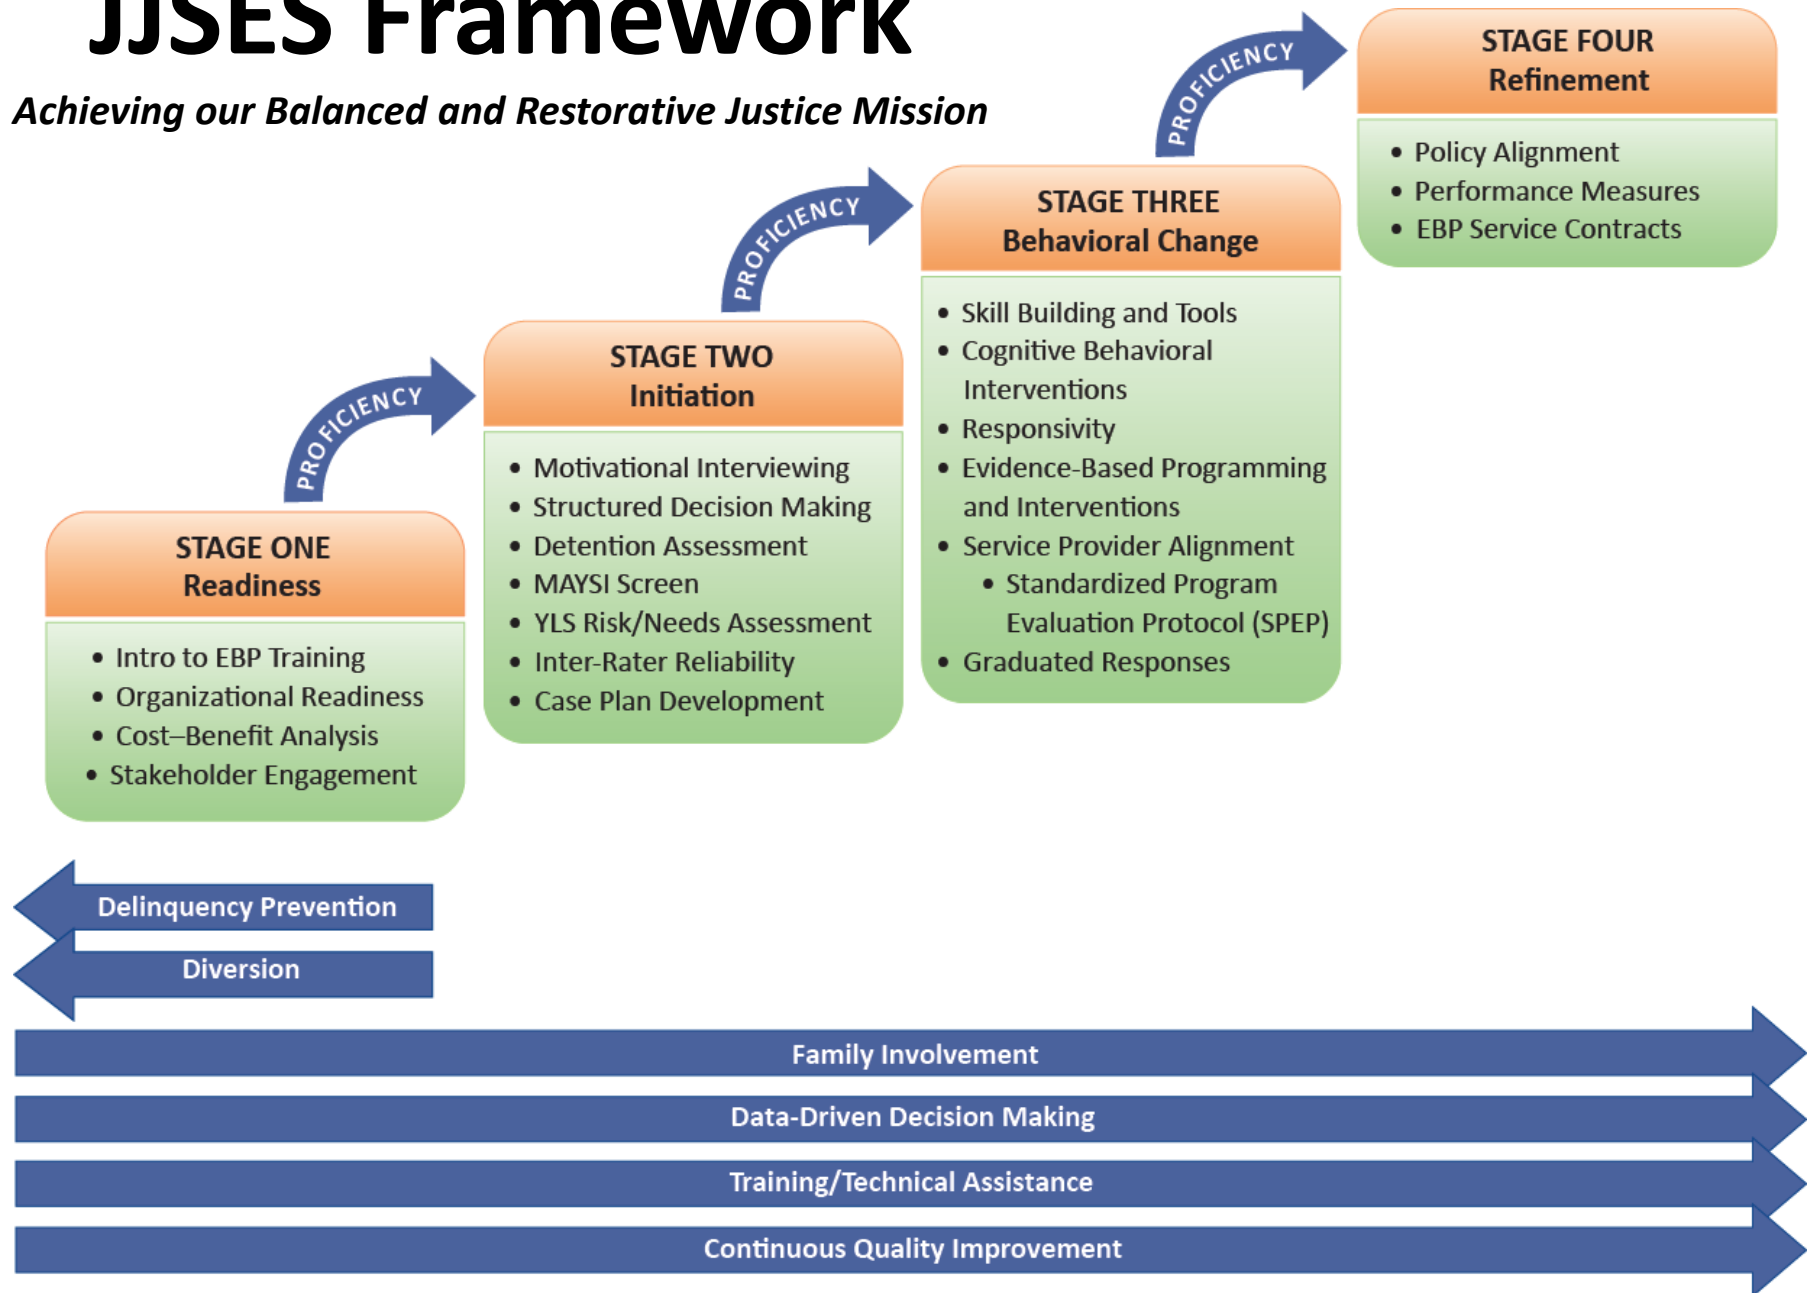 JJSES Framework
Achieving our Balanced and Restorative Justice Mission
STAGE ONE
Readiness
• Intro to EBP Training
• Organizational Readiness
• Cost–Benefit Analysis
• Stakeholder Engagement
PROFICIENCY
STAGE TWO
Initiation
• Motivational Interviewing
• Structured Decision Making
• Detention Assessment
• MAYSI Screen
• YLS Risk/Needs Assessment
• Inter-Rater Reliability
• Case Plan Development
PROFICIENCY
STAGE THREE
Behavioral Change
• Skill Building and Tools
• Cognitive Behavioral
Interventions
• Responsivity
• Evidence-Based Programming
and Interventions
• Service Provider Alignment
• Standardized Program
Evaluation Protocol (SPEP)
• Graduated Responses
PROFICIENCY
STAGE FOUR
Refinement
• Policy Alignment
• Performance Measures
• EBP Service Contracts
Delinquency Prevention
Diversion
Family Involvement
Data-Driven Decision Making
Training/Technical Assistance
Continuous Quality Improvement